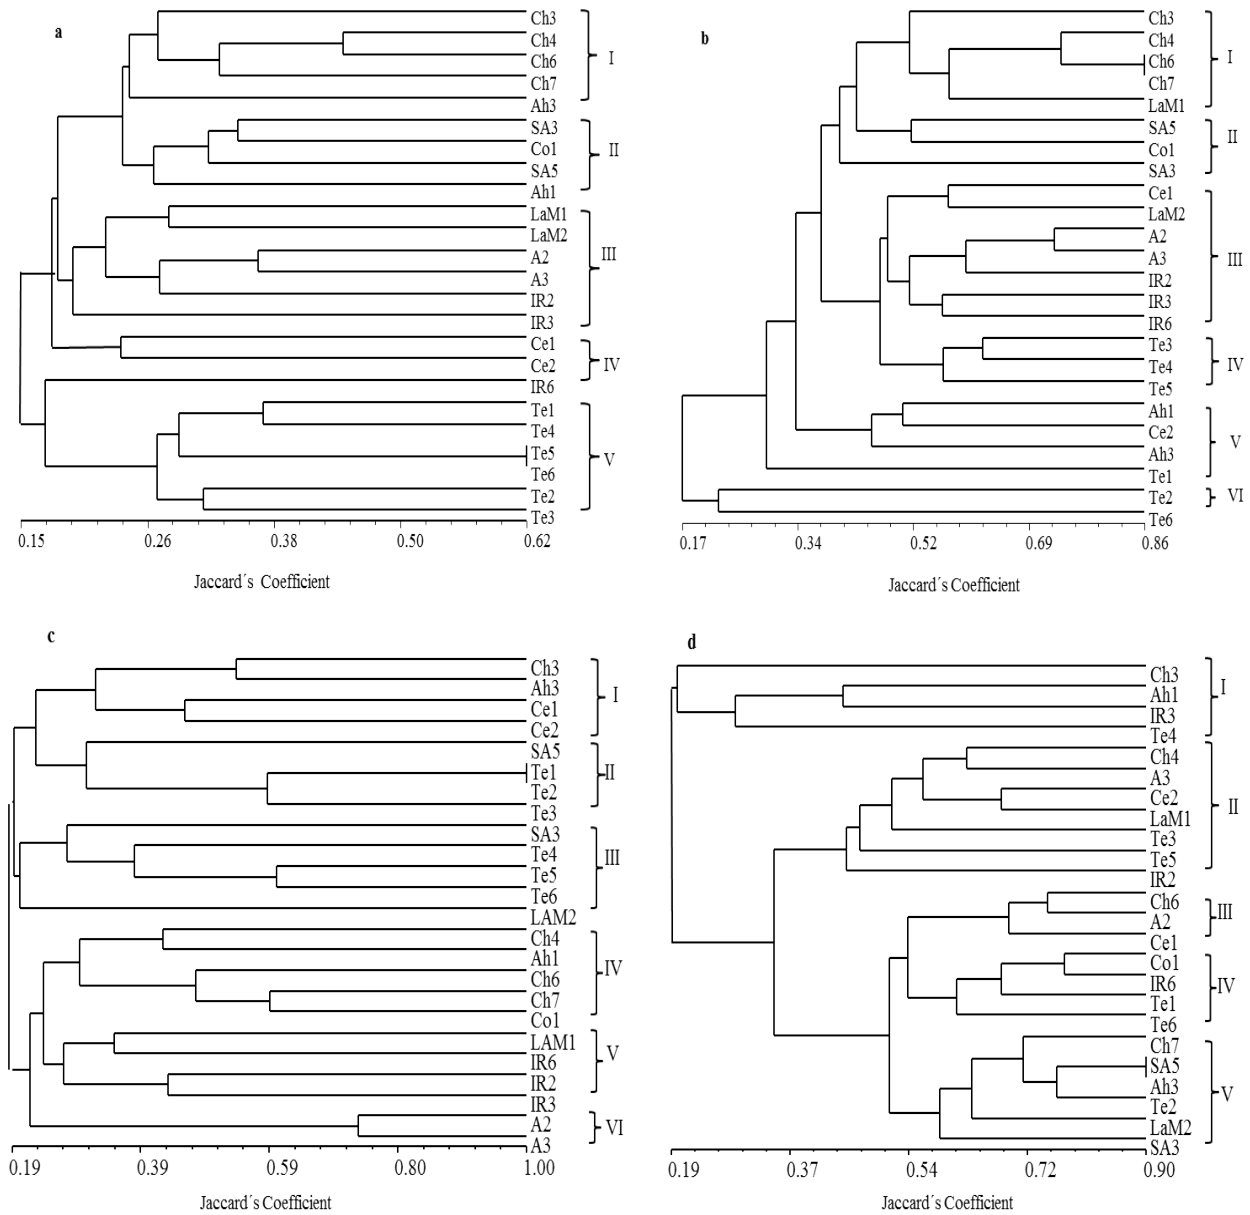 a
Ch3
Ch4
Ch6
Ch7
Ah3
I
SA3
Co1
SA5
Ah1
II
LaM1
LaM2
A2
A3
IR2
IR3
III
Ce1
Ce2
IV
IR6
Te1
Te4
Te5
Te6
Te2
Te3
V
0.15 0.26 0.38 0.50 0.62
Jaccard´s Coefficient
b
Ch3
Ch4
Ch6
Ch7
LaM1
I
SA5
Co1
SA3
II
Ce1
LaM2
A2
A3
IR2
IR3
IR6
III
Te3
Te4
Te5
IV
Ah1
Ce2
Ah3
Te1
V
Te2
Te6
VI
0.17 0.34 0.52 0.69 0.86
Jaccard´s Coefficient
c
Ch3
Ah3
Ce1
Ce2
I
SA5
Te1
Te2
Te3
II
SA3
Te4
Te5
Te6
LAM2
III
Ch4
Ah1
Ch6
Ch7
Co1
IV
LAM1
IR6
IR2
IR3
V
A2
A3
VI
0.19 0.39 0.59 0.80 1.00
Jaccard´s Coefficient
d
Ch3
Ah1
IR3
Te4
I
Ch4
A3
Ce2
LaM1
Te3
Te5
IR2
II
Ch6
A2
Ce1
III
Co1
IR6
Te1
Te6
IV
Ch7
SA5
Ah3
Te2
LaM2
SA3
V
0.19 0.37 0.54 0.72 0.90
Jaccard´s Coefficient